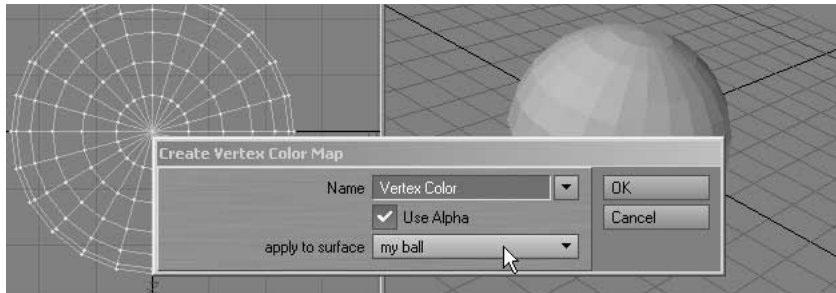 Create Vertex Color Map
Name Vertex Color OK
Use Alpha Cancel
apply to surface my ball